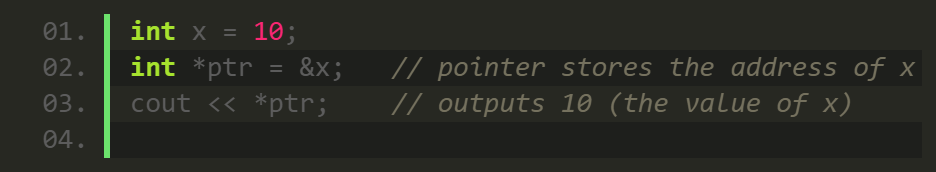 01. int x = 10;
02. int *ptr = &x;   // pointer stores the address of x
03. cout << *ptr;    // outputs 10 (the value of x)
04.